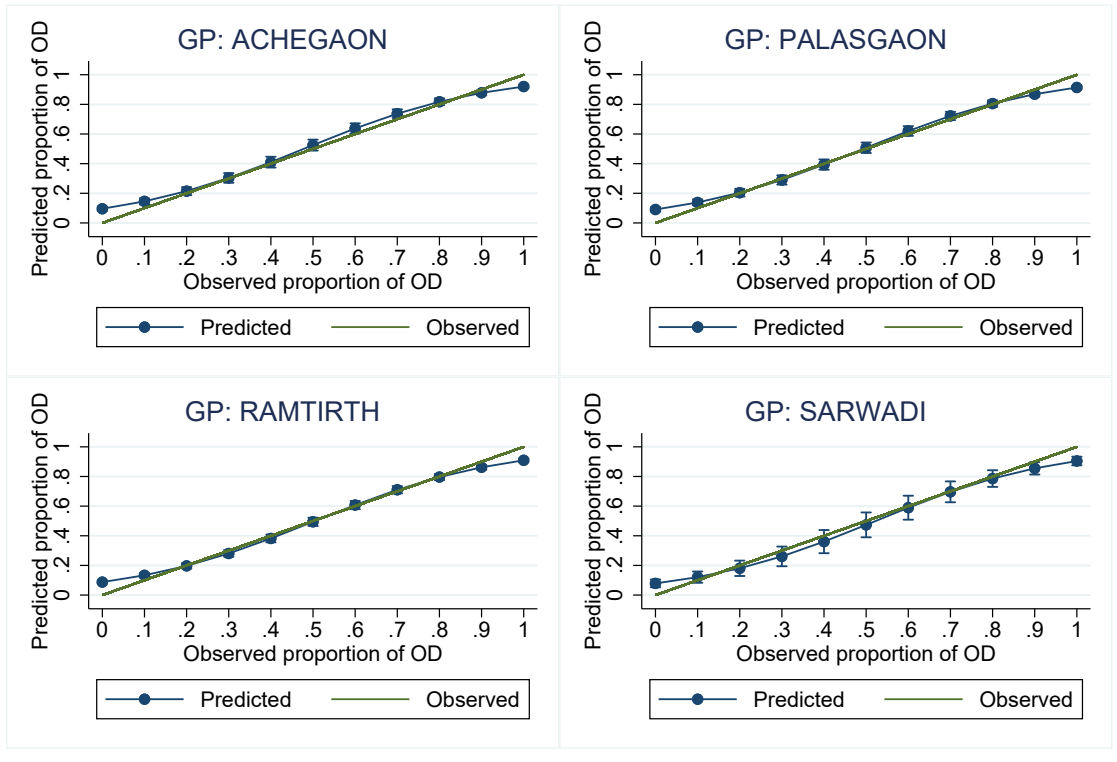 GP: ACHEGAON
Predicted proportion of OD
1
.8
.6
.4
.2
0
0 .1 .2 .3 .4 .5 .6 .7 .8 .9 1
Observed proportion of OD
Predicted Observed
GP: PALASGAON
Predicted proportion of OD
1
.8
.6
.4
.2
0
0 .1 .2 .3 .4 .5 .6 .7 .8 .9 1
Observed proportion of OD
Predicted Observed
GP: RAMTIRTH
Predicted proportion of OD
1
.8
.6
.4
.2
0
0 .1 .2 .3 .4 .5 .6 .7 .8 .9 1
Observed proportion of OD
Predicted Observed
GP: SARWADI
Predicted proportion of OD
1
.8
.6
.4
.2
0
0 .1 .2 .3 .4 .5 .6 .7 .8 .9 1
Observed proportion of OD
Predicted Observed